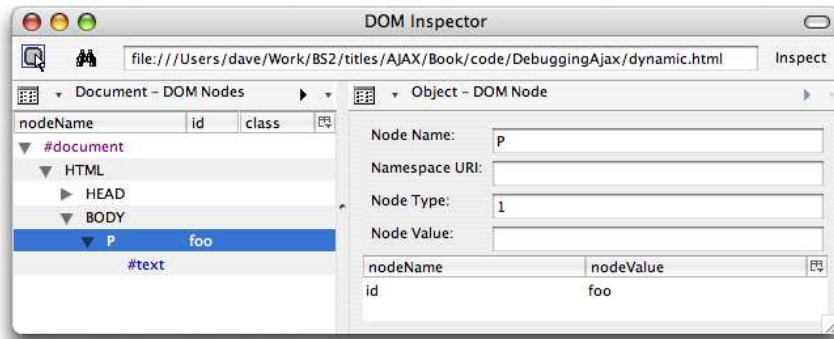 DOM Inspector
file:///Users/dave/Work/BS2/titles/AJAX/Book/code/DebuggingAjax/dynamic.html Inspect
Document – DOM Nodes
nodeName id class
#document
HTML
HEAD
BODY
P foo
#text
Object – DOM Node
Node Name: P
Namespace URI:
Node Type: 1
Node Value:
nodeName nodeValue
id foo